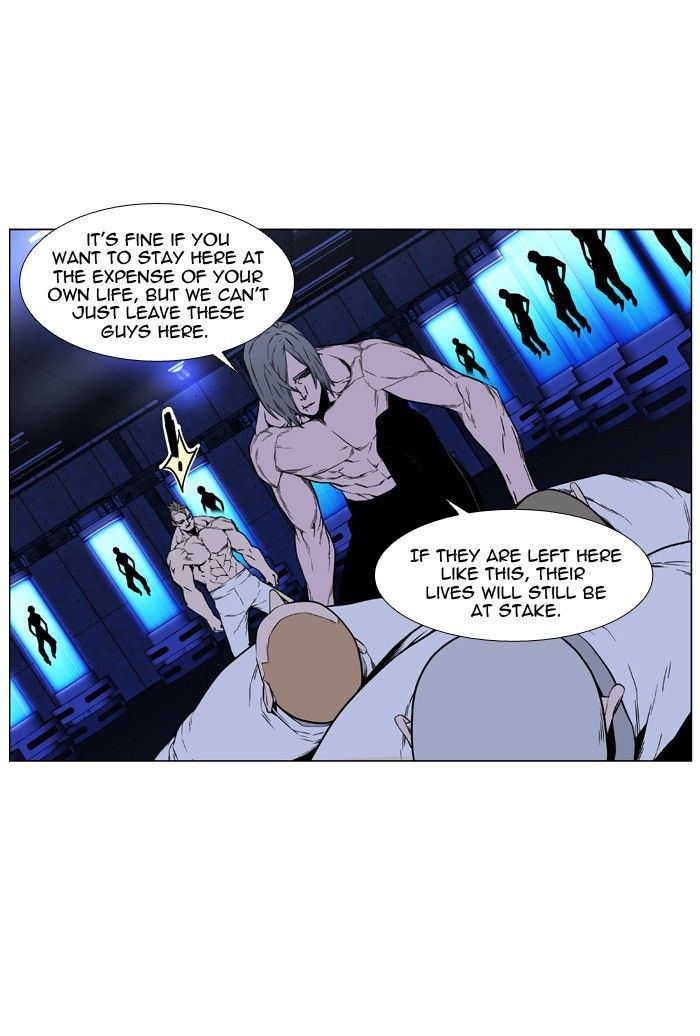 IT'S FINE IF YOU
WANT TO STAY HERE AT
THE EXPENSE OF YOUR
OWN LIFE, BUT WE CAN'T
JUST LEAVE THESE
GUYS HERE.
IF THEY ARE LEFT HERE
LIKE THIS, THEIR
LIVES WILL STILL BE
AT STAKE.